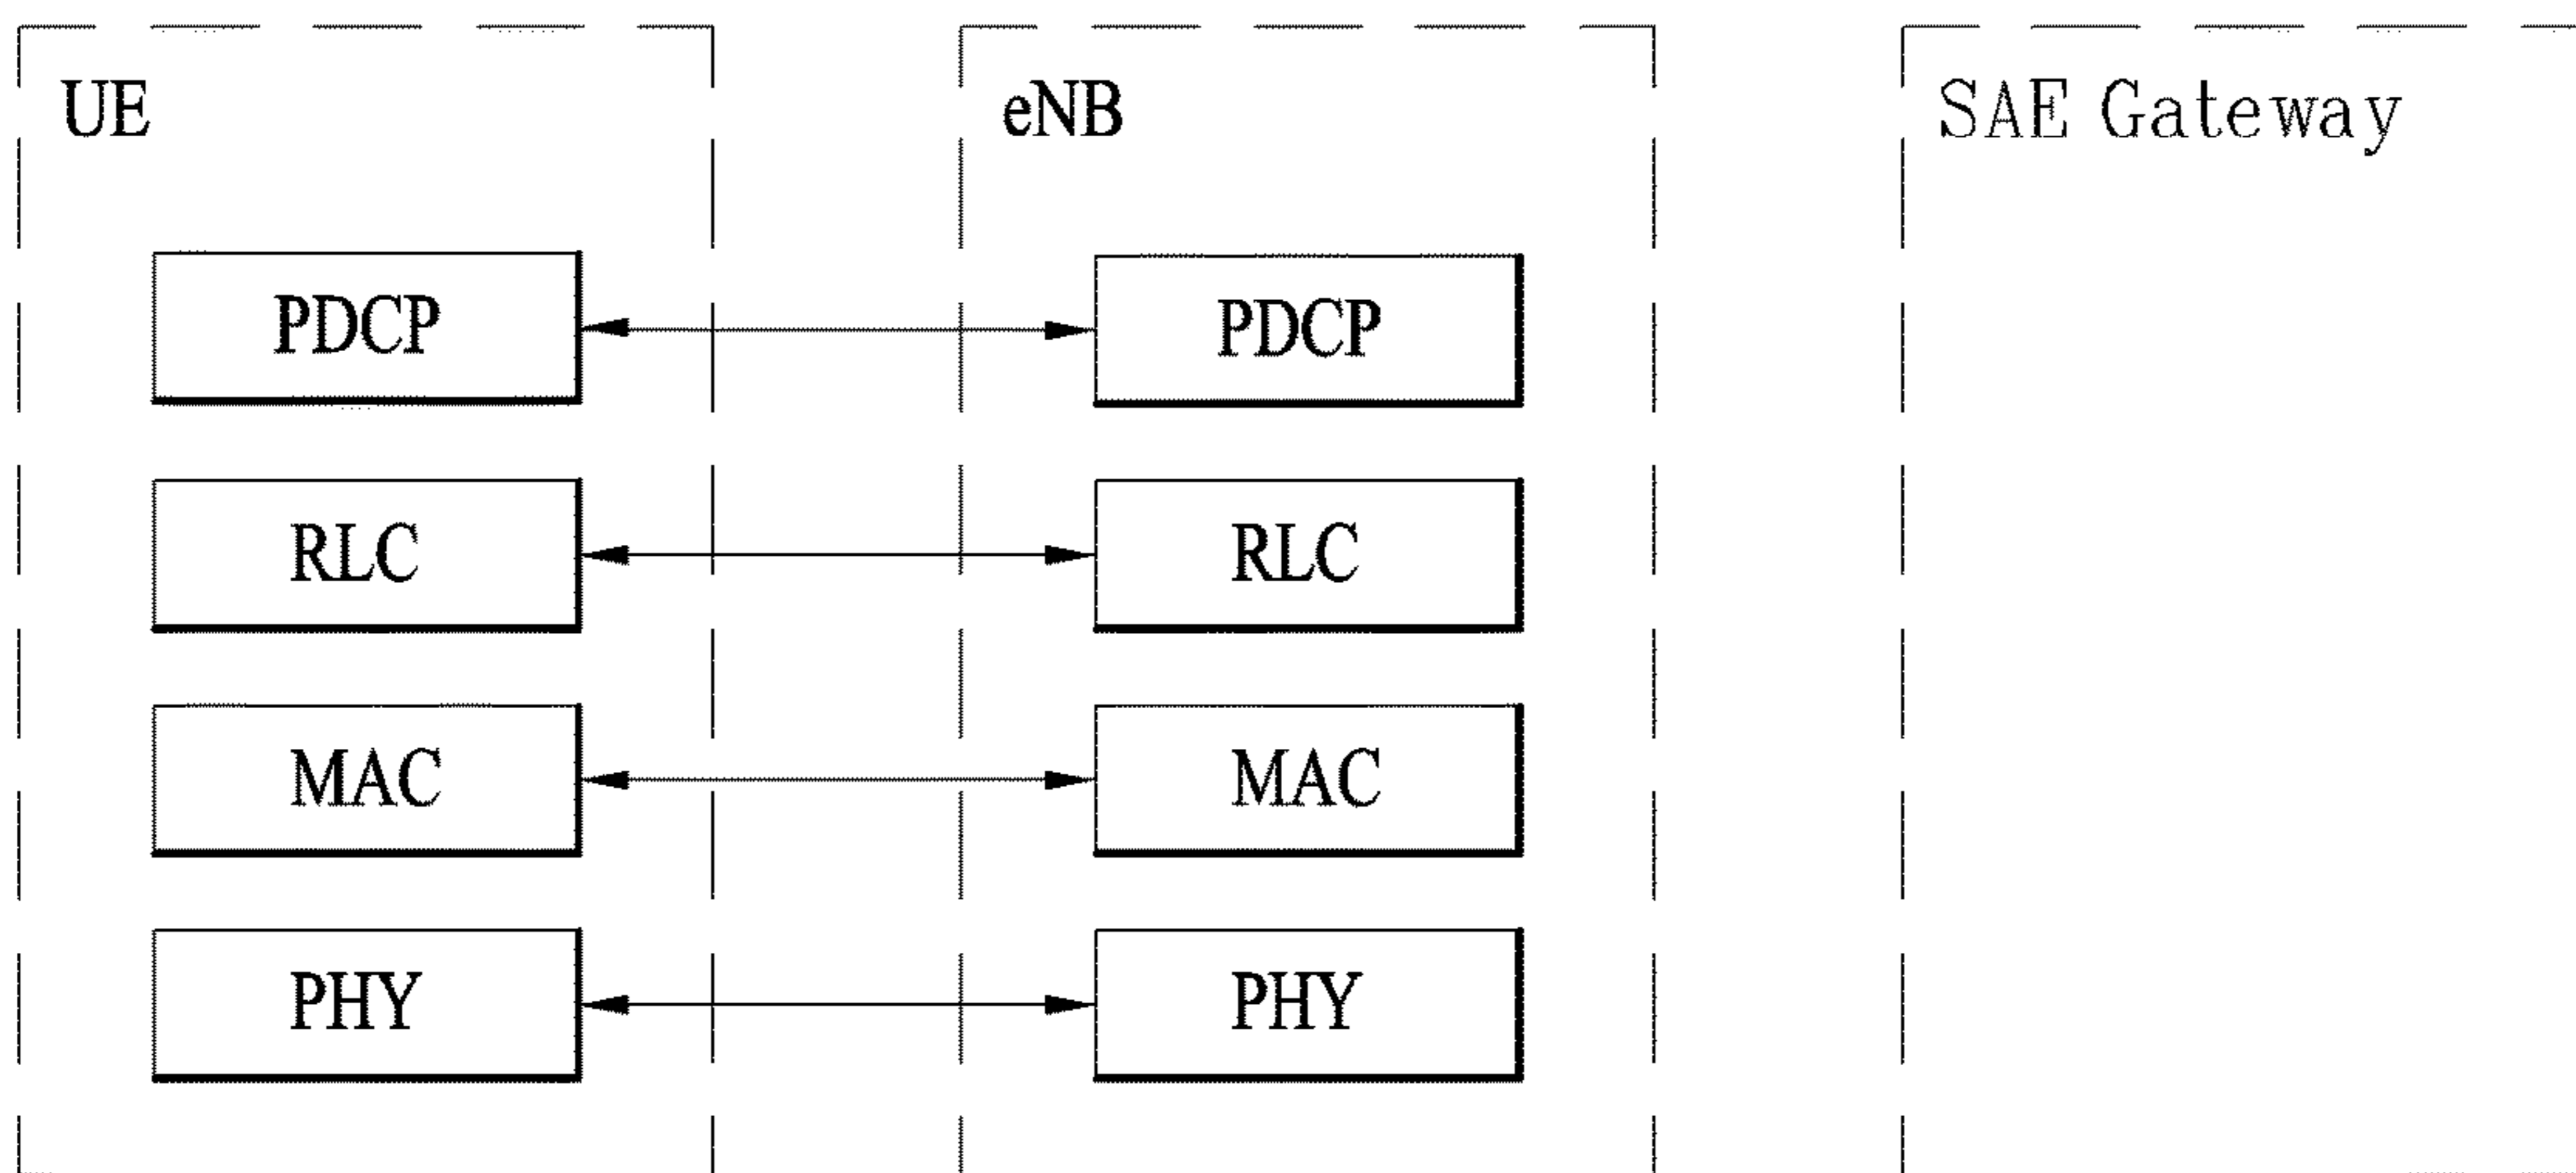 UE
eNB
SAE Gateway
PDCP
PDCP
RLC
RLC
MAC
MAC
PHY
PHY